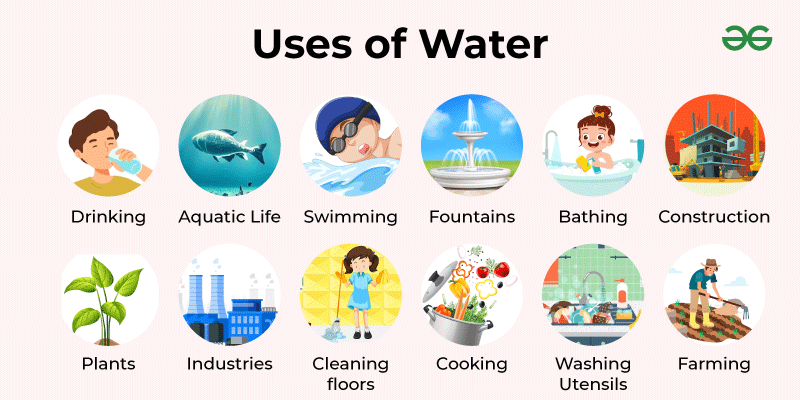 Uses of Water
Drinking
Aquatic Life
Swimming
Fountains
Bathing
Construction
Plants
Industries
Cleaning
floors
Cooking
Washing
Utensils
Farming